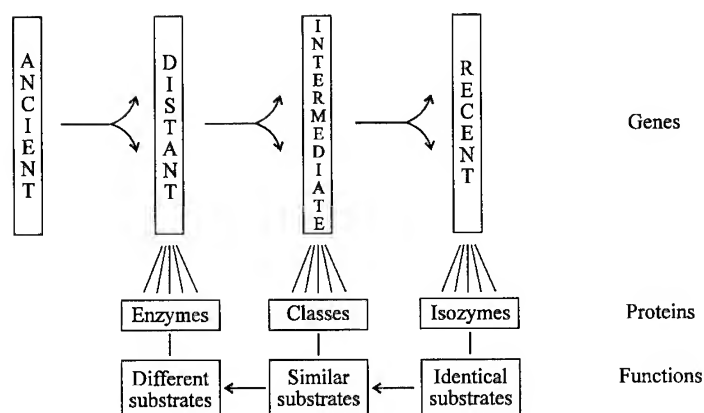 ANCIENT
DISTANT
INTERMEDIATE
RECENT
Genes
Enzymes
Classes
Isozymes
Proteins
Different
substrates
Similar
substrates
Identical
substrates
Functions